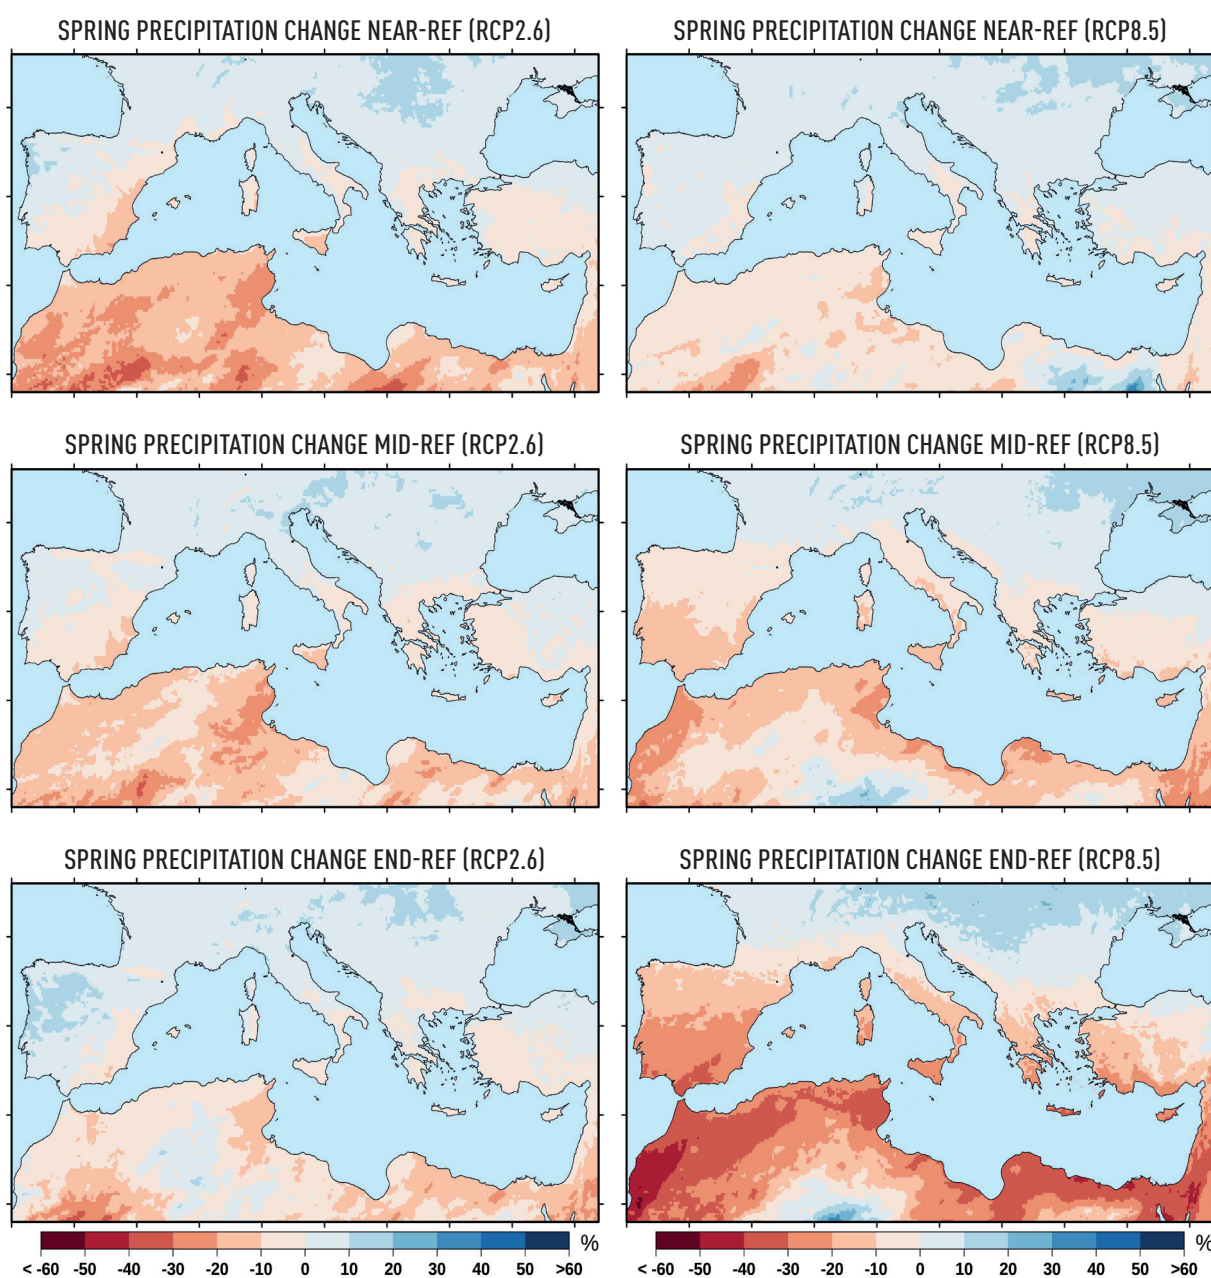 SPRING PRECIPITATION CHANGE NEAR-REF (RCP2.6)
SPRING PRECIPITATION CHANGE NEAR-REF (RCP8.5)
SPRING PRECIPITATION CHANGE MID-REF (RCP2.6)
SPRING PRECIPITATION CHANGE MID-REF (RCP8.5)
SPRING PRECIPITATION CHANGE END-REF (RCP2.6)
SPRING PRECIPITATION CHANGE END-REF (RCP8.5)
%
< -60 -50 -40 -30 -20 -10 0 10 20 30 40 50 >60
%
< -60 -50 -40 -30 -20 -10 0 10 20 30 40 50 >60